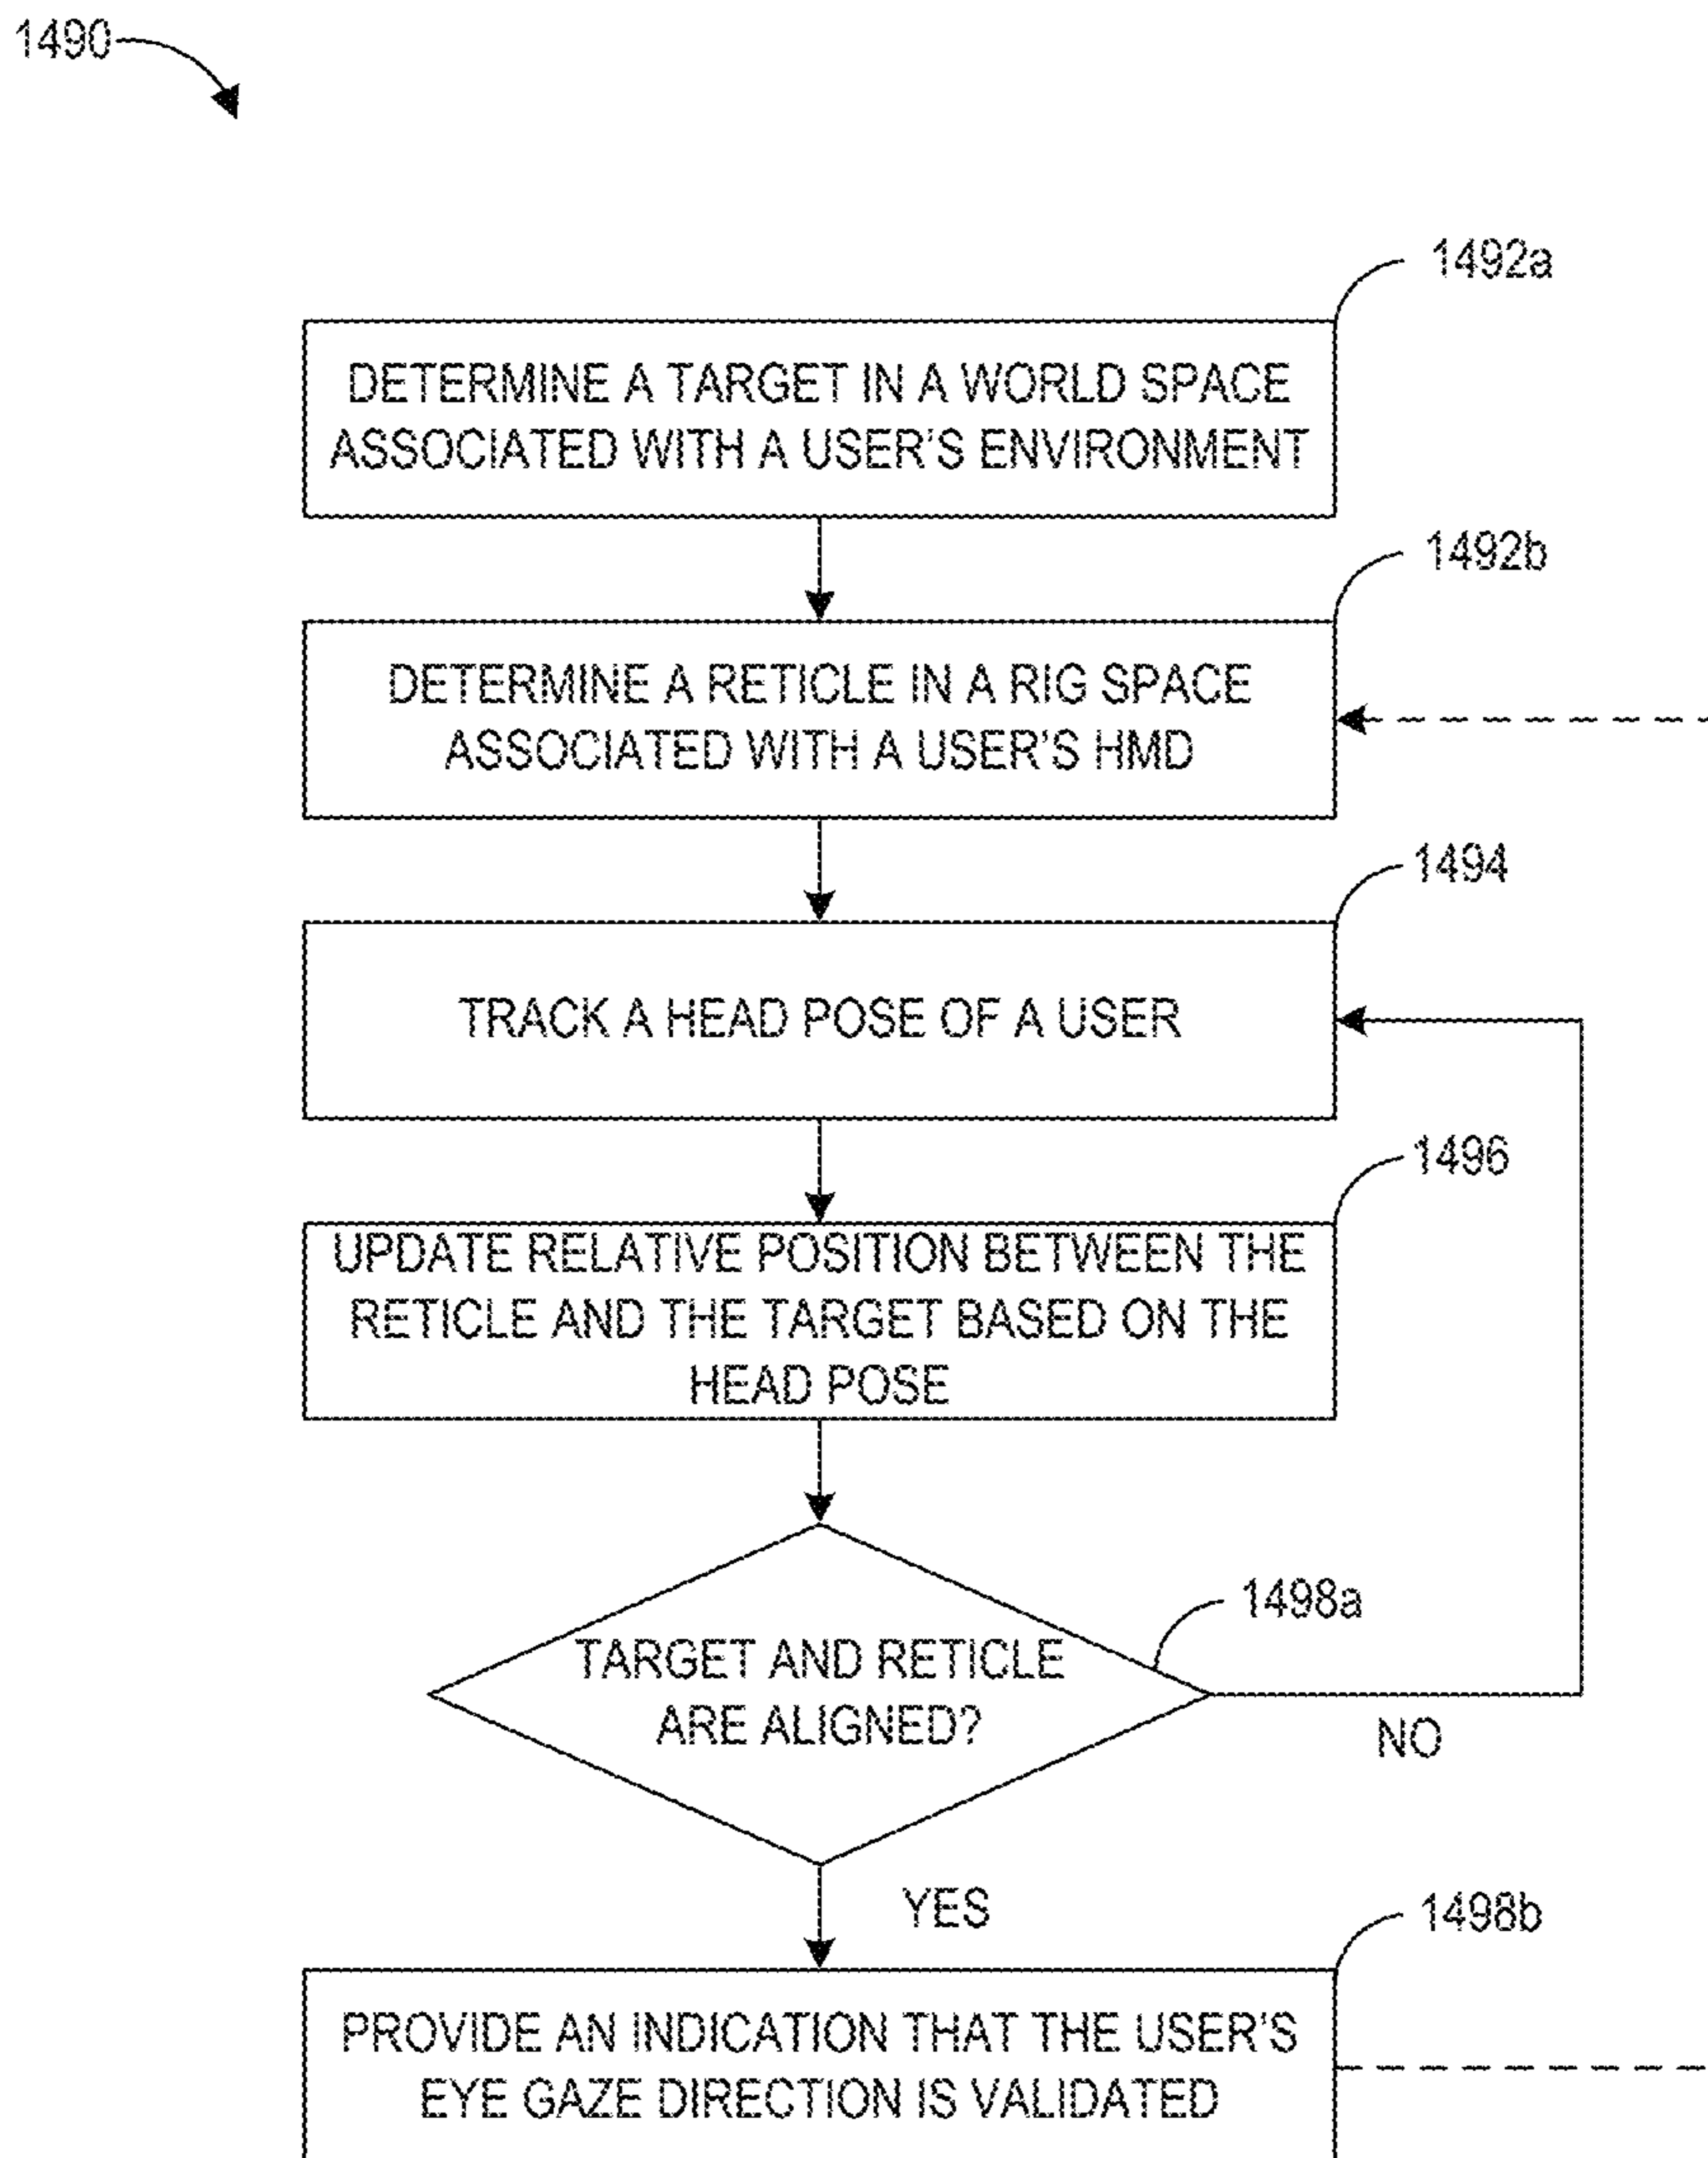 1490
1492a
DETERMINE A TARGET IN A WORLD SPACE
ASSOCIATED WITH A USER'S ENVIRONMENT
1492b
DETERMINE A RETICLE IN A RIG SPACE
ASSOCIATED WITH A USER'S HMD
1494
TRACK A HEAD POSE OF A USER
1496
UPDATE RELATIVE POSITION BETWEEN THE
RETICLE AND THE TARGET BASED ON THE
HEAD POSE
1498a
TARGET AND RETICLE
ARE ALIGNED?
NO
YES
1498b
PROVIDE AN INDICATION THAT THE USER'S
EYE GAZE DIRECTION IS VALIDATED